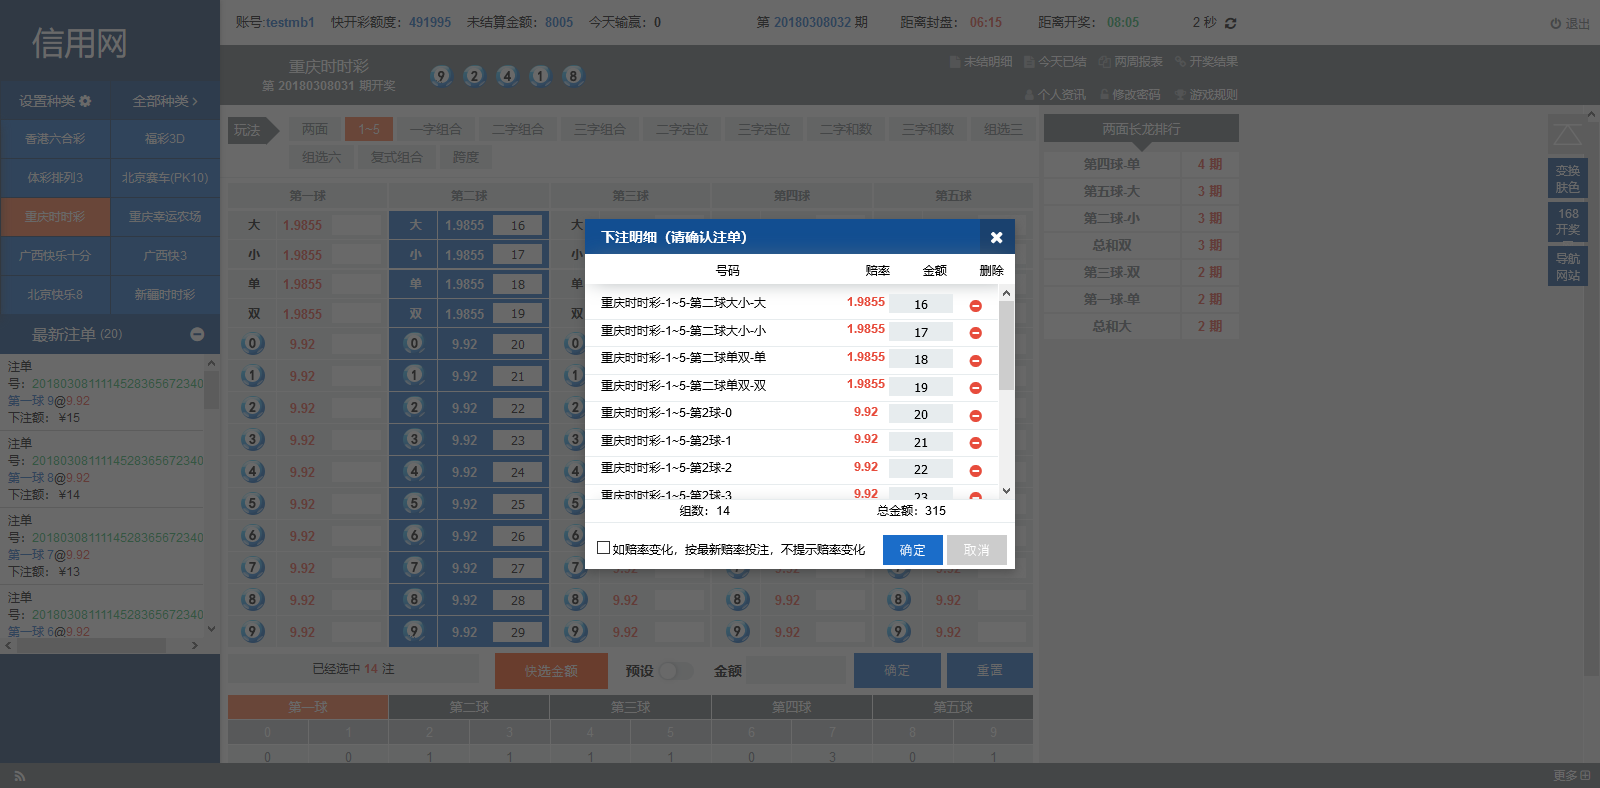 信用网
账号:testmb1 快开彩额度: 491995 未结算金额: 8005 今天输赢: 0 第 20180308032 期 距离封盘: 06:15 距离开奖: 08:05 2 秒 退出
重庆时时彩
第 20180308031 期开奖
9 2 4 1 8
未结明细 今天已结 两周报表 开奖结果
个人资讯 修改密码 游戏规则
设置种类 全部种类
香港六合彩 福彩3D
体彩排列3 北京赛车(PK10)
重庆时时彩 重庆幸运农场
广西快乐十分 广西快3
北京快乐8 新疆时时彩
最新注单 (20)
注单
号: 2018030811114528365672340
第一球 9@9.92
下注额: ¥15
注单
号: 2018030811114528365672340
第一球 8@9.92
下注额: ¥14
注单
号: 2018030811114528365672340
第一球 7@9.92
下注额: ¥13
注单
号: 2018030811114528365672340
第一球 6@9.92
玩法 两面 1~5 一字组合 二字组合 三字组合 二字定位 三字定位 二字和数 三字和数 组选三
组选六 复式组合 跨度
第一球 第二球 第三球 第四球 第五球
大 1.9855 大 1.9855 16 大
小 1.9855 小 1.9855 17 小
单 1.9855 单 1.9855 18 单
双 1.9855 双 1.9855 19 双
0 9.92 0 9.92 20 0
1 9.92 1 9.92 21 1
2 9.92 2 9.92 22 2
3 9.92 3 9.92 23 3
4 9.92 4 9.92 24 4
5 9.92 5 9.92 25 5
6 9.92 6 9.92 26 6
7 9.92 7 9.92 27 7 9.92 7 9.92 7 9.92
8 9.92 8 9.92 28 8 9.92 8 9.92 8 9.92
9 9.92 9 9.92 29 9 9.92 9 9.92 9 9.92
已经选中 14 注 快选金额 预设 金额 确定 重置
第一球 第二球 第三球 第四球 第五球
0 1 2 3 4 5 6 7 8 9
0 0 1 1 1 1 0 3 0 1
下注明细（请确认注单）
号码 赔率 金额 删除
重庆时时彩-1~5-第二球大小-大 1.9855 16
重庆时时彩-1~5-第二球大小-小 1.9855 17
重庆时时彩-1~5-第二球单双-单 1.9855 18
重庆时时彩-1~5-第二球单双-双 1.9855 19
重庆时时彩-1~5-第2球-0 9.92 20
重庆时时彩-1~5-第2球-1 9.92 21
重庆时时彩-1~5-第2球-2 9.92 22
重庆时时彩-1~5-第2球-3 9.92 23
组数: 14 总金额: 315
如赔率变化，按最新赔率投注，不提示赔率变化 确定 取消
两面长龙排行
第四球-单 4 期
第五球-大 3 期
第二球-小 3 期
总和双 3 期
第三球-双 2 期
第一球-单 2 期
总和大 2 期
变换
肤色
168
开奖
导航
网站
更多